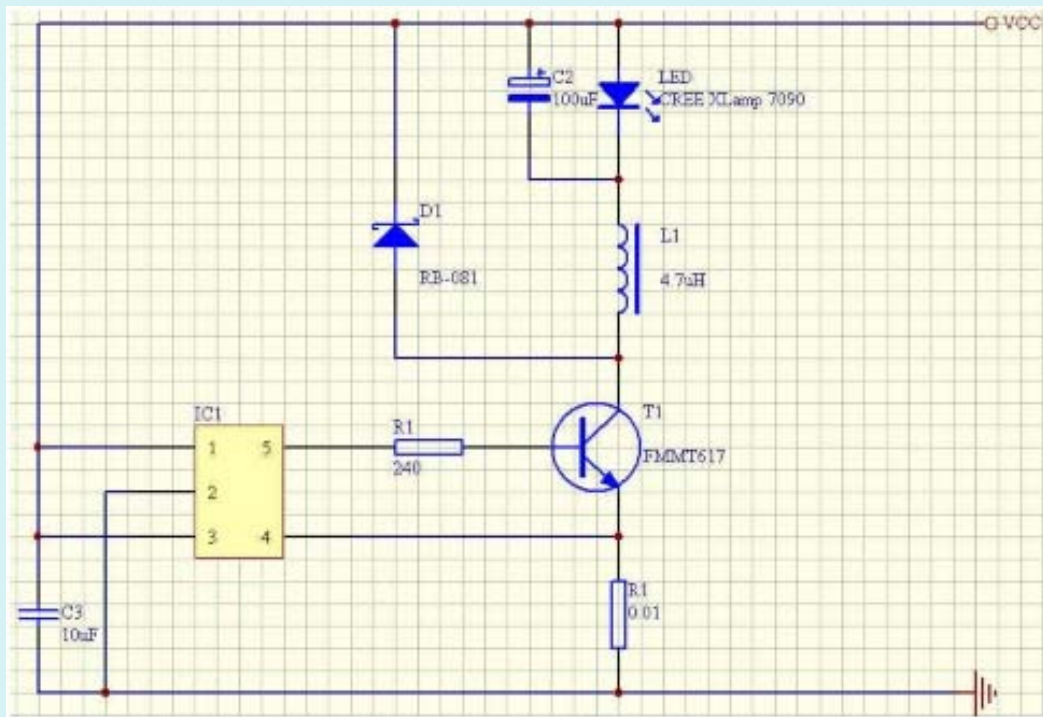 VCC
C2
100uF
LED
CREE XLamp 7090
D1
RB-081
L1
4.7uH
IC1
1
2
3
5
4
R1
240
T1
FMMT617
R1
0.01
C3
10uF